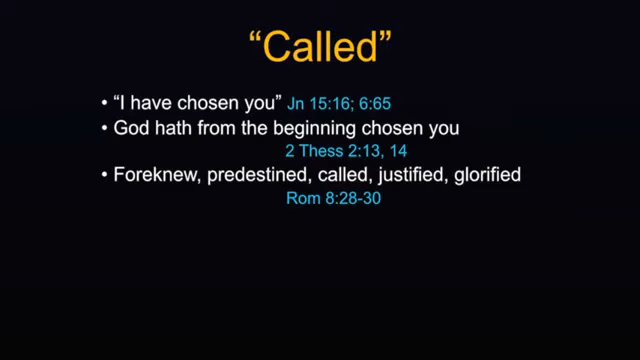 “Called”
• “I have chosen you” Jn 15:16; 6:65
• God hath from the beginning chosen you
2 Thess 2:13, 14
• Foreknew, predestined, called, justified, glorified
Rom 8:28-30